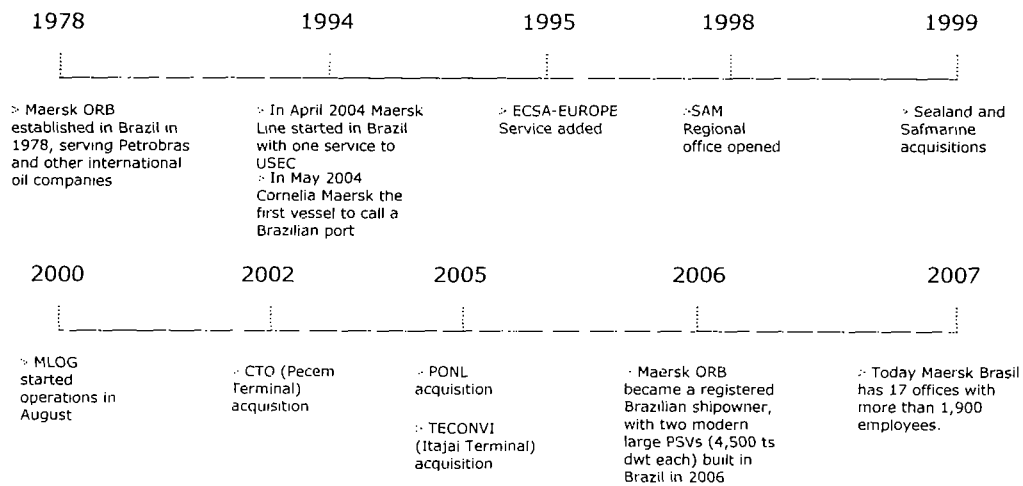 1978
1994
1995
1998
1999
> Maersk ORB
established in Brazil in
1978, serving Petrobras
and other international
oil companies
> In April 2004 Maersk
Line started in Brazil
with one service to
USEC
> In May 2004
Cornelia Maersk the
first vessel to call a
Brazilian port
> ECSA-EUROPE
Service added
>SAM
Regional
office opened
> Sealand and
Safmarine
acquisitions
2000
2002
2005
2006
2007
> MLOG
started
operations in
August
> CTO (Pecem
Terminal)
acquisition
> PONL
acquisition
> TECONVI
(Itajai Terminal)
acquisition
· Maersk ORB
became a registered
Brazilian shipowner,
with two modern
large PSVs (4,500 ts
dwt each) built in
Brazil in 2006
> Today Maersk Brasil
has 17 offices with
more than 1,900
employees.